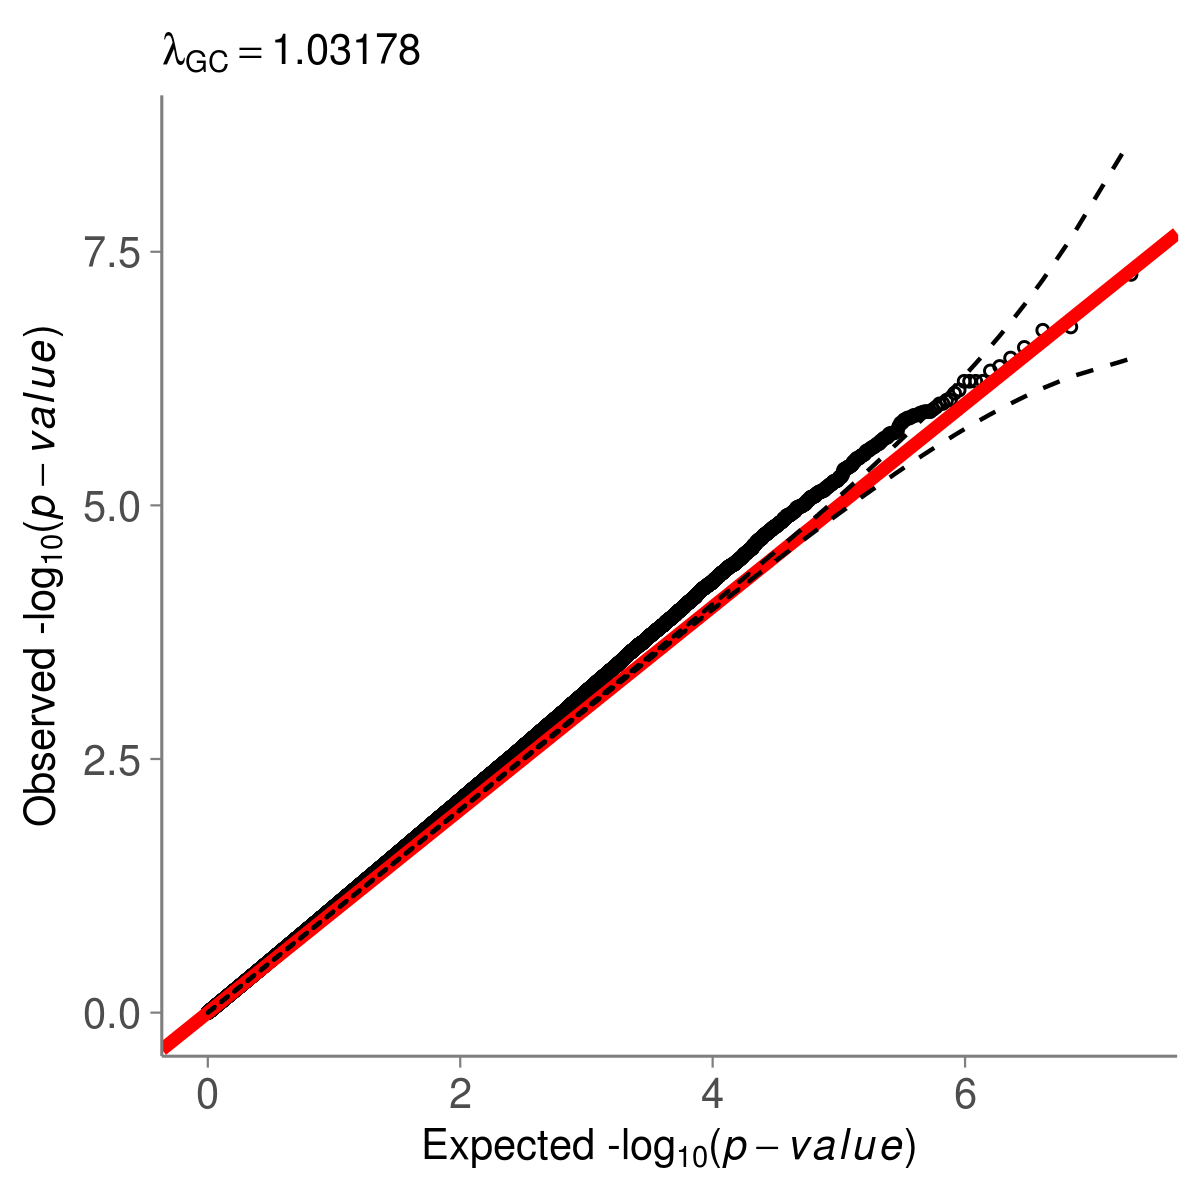 λGC = 1.03178
7.5
5.0
2.5
0.0
Observed -log10(p − value)
0 2 4 6
Expected -log10(p − value)